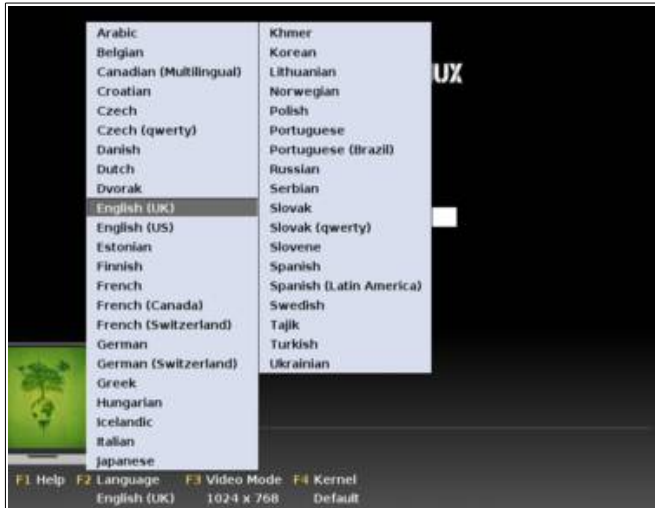 UX
Arabic
Belgian
Canadian (Multilingual)
Croatian
Czech
Czech (qwerty)
Danish
Dutch
Dvorak
English (UK)
English (US)
Estonian
Finnish
French
French (Canada)
French (Switzerland)
German
German (Switzerland)
Greek
Hungarian
Icelandic
Italian
Japanese
Khmer
Korean
Lithuanian
Norwegian
Polish
Portuguese
Portuguese (Brazil)
Russian
Serbian
Slovak
Slovak (qwerty)
Slovene
Spanish
Spanish (Latin America)
Swedish
Tajik
Turkish
Ukrainian
F1 Help F2 Language F3 Video Mode F4 Kernel
English (UK) 1024 x 768 Default